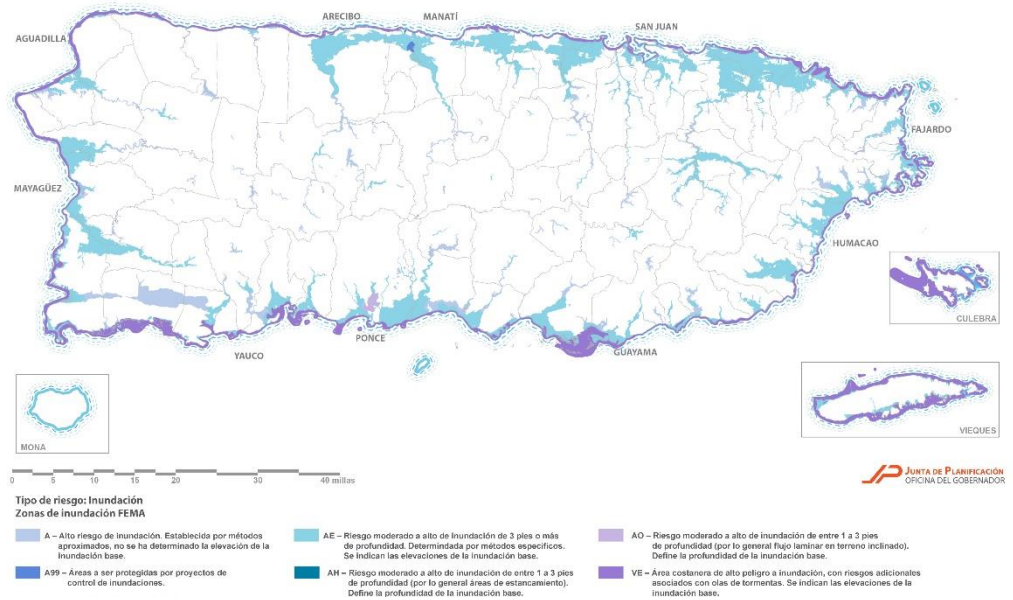 ARECIBO
MANATÍ
SAN JUAN
AGUADILLA
FAJARDO
MAYAGÜEZ
HUMACAO
CULEBRA
PONCE
GUAYAMA
YAUCO
MONA
VIEQUES
0 5 10 15 20 30 40 millas
JP JUNTA DE PLANIFICACIÓN
OFICINA DEL GOBERNADOR
Tipo de riesgo: Inundación
Zonas de inundación FEMA
A – Alto riesgo de Inundación. Establecida por métodos
aproximados, no se ha determinado la elevación de la
inundación base.
A99 – Áreas a ser protegidas por proyectos de
control de inundaciones.
AE – Riesgo moderado a alto de Inundación de 3 pies o más
de profundidad. Determindada por métodos específicos.
Se indican las elevaciones de la inundación base.
AH – Riesgo moderado a alto de inundación de entre 1 a 3 pies
de profundidad (por lo general áreas de estancamiento).
Define la profundidad de la inundación base.
AO – Riesgo moderado a alto de inundación de entre 1 a 3 pies
de profundidad (por lo general flujo laminar en terreno inclinado).
Define la profundidad de la inundación base.
VE – Área costanera de alto peligro a inundación, con riesgos adicionales
asociados con olas de tormentas. Se indican las elevaciones de la
inundación base.